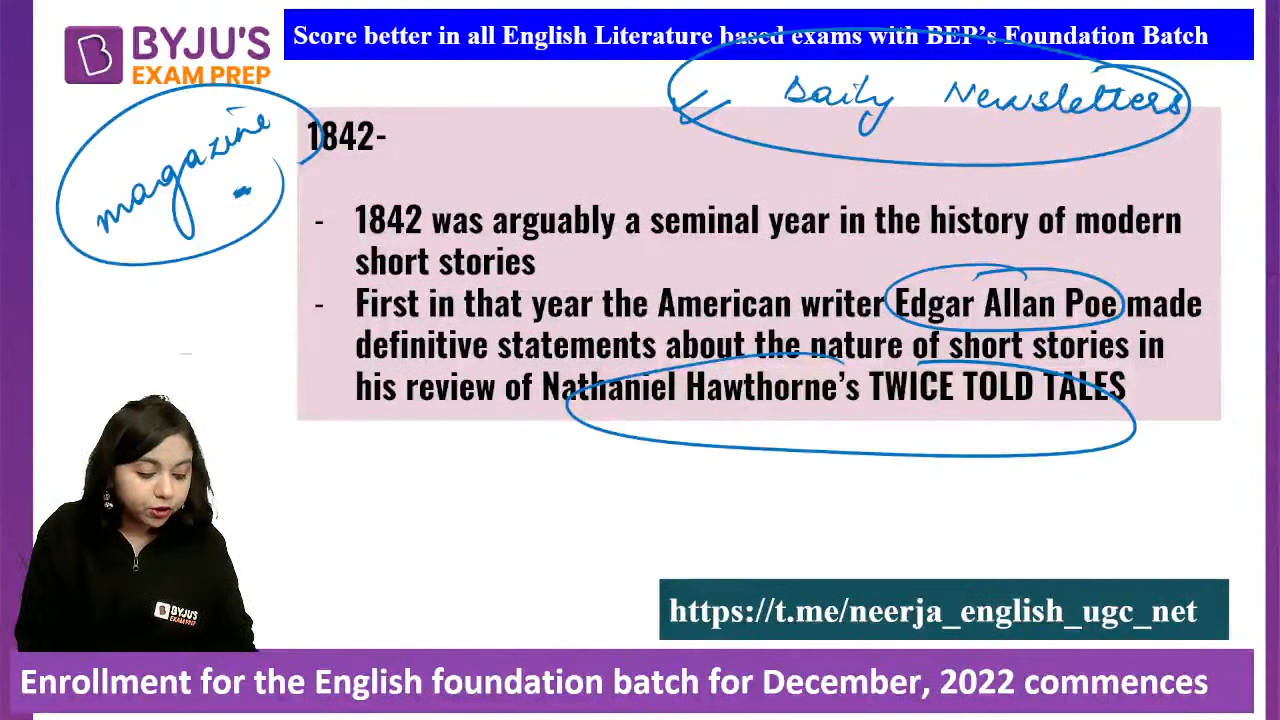 BYJU'S
EXAM PREP
Score better in all English Literature based exams with BEP's Foundation Batch
Daily Newsletters
magazine
1842-
- 1842 was arguably a seminal year in the history of modern
short stories
- First in that year the American writer Edgar Allan Poe made
definitive statements about the nature of short stories in
his review of Nathaniel Hawthorne's TWICE TOLD TALES
BYJU'S
EXAM PREP
https://t.me/neerja_english_ugc_net
Enrollment for the English foundation batch for December, 2022 commences